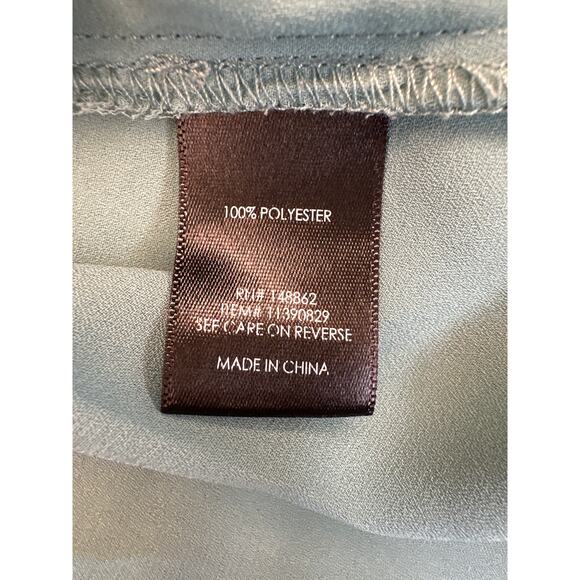 100% POLYESTER
RN# 148862
ITEM# 11390829
SEE CARE ON REVERSE
MADE IN CHINA